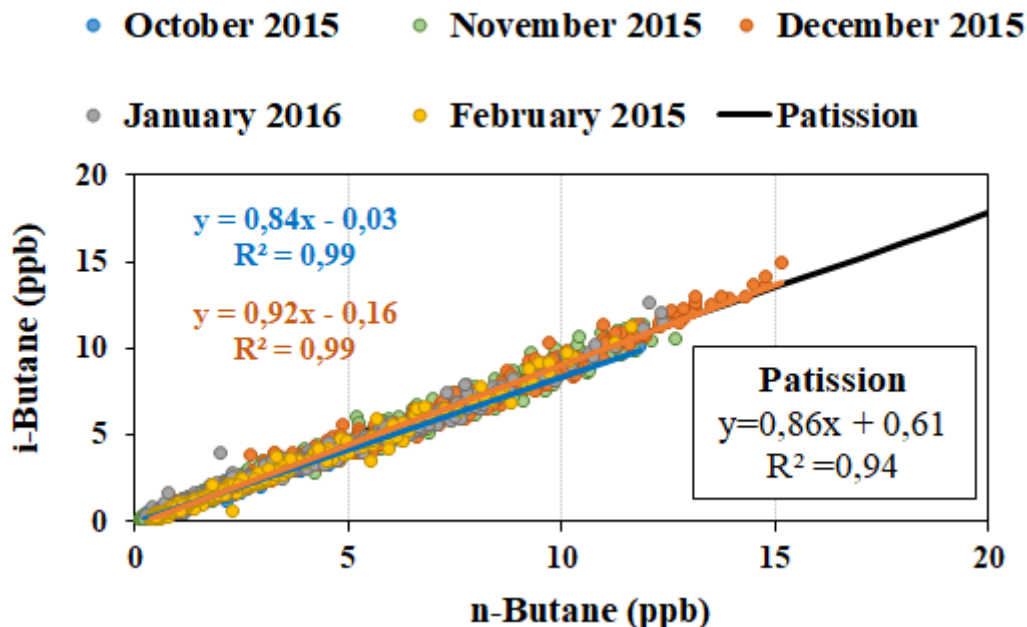 October 2015 November 2015 December 2015
January 2016 February 2015 Patission
20
15
10
5
0
i-Butane (ppb)
y = 0,84x - 0,03
R² = 0,99
y = 0,92x - 0,16
R² = 0,99
Patission
y=0,86x + 0,61
R² =0,94
0 5 10 15 20
n-Butane (ppb)